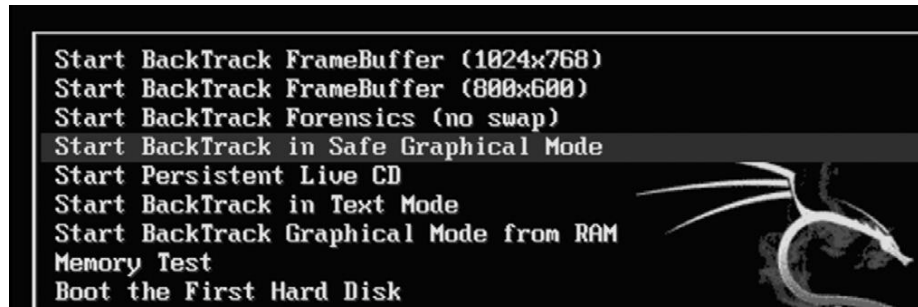 Start BackTrack FrameBuffer (1024x768)
Start BackTrack FrameBuffer (800x600)
Start BackTrack Forensics (no swap)
Start BackTrack in Safe Graphical Mode
Start Persistent Live CD
Start BackTrack in Text Mode
Start BackTrack Graphical Mode from RAM
Memory Test
Boot the First Hard Disk